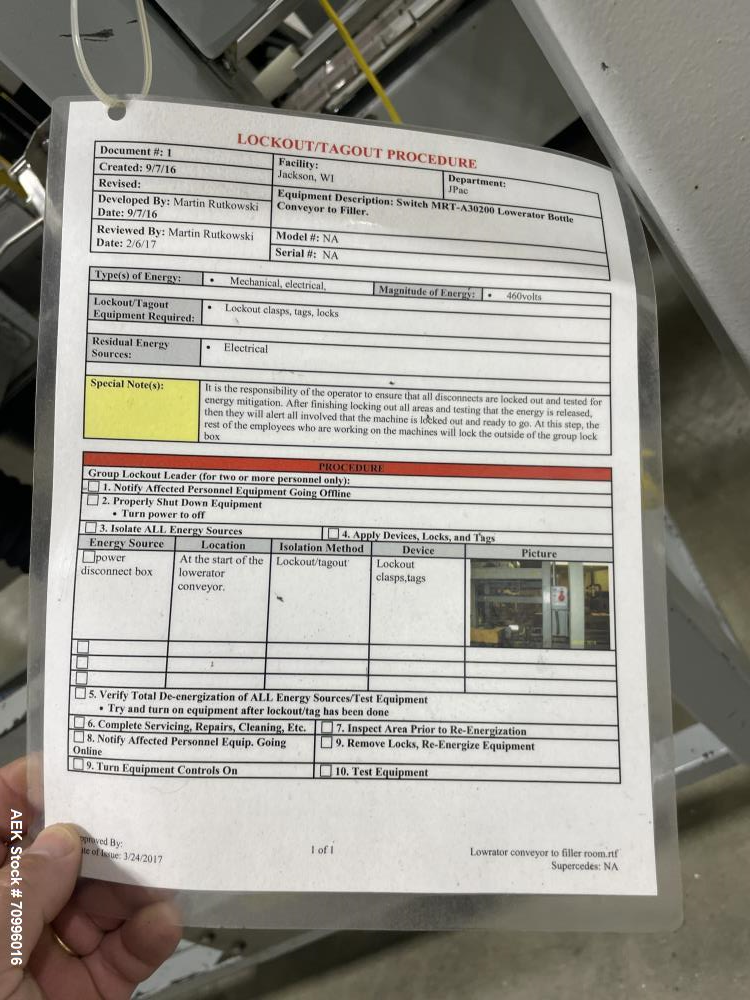 LOCKOUT/TAGOUT PROCEDURE
Document #: 1
Created: 9/7/16
Revised:
Developed By: Martin Rutkowski
Date: 9/7/16
Reviewed By: Martin Rutkowski
Date: 2/6/17
Facility:
Jackson, WI
Department:
JPac
Equipment Description: Switch MRT-A30200 Lowerator Bottle
Conveyor to Filler.
Model #: NA
Serial #: NA
Type(s) of Energy:
• Mechanical, electrical,
Magnitude of Energy:
• 460volts
Lockout/Tagout
Equipment Required:
• Lockout clasps, tags, locks
Residual Energy
Sources:
• Electrical
Special Note(s):
It is the responsibility of the operator to ensure that all disconnects are locked out and tested for
energy mitigation. After finishing locking out all areas and testing that the energy is released,
then they will alert all involved that the machine is locked out and ready to go. At this step, the
rest of the employees who are working on the machines will lock the outside of the group lock
box
PROCEDURE
Group Lockout Leader (for two or more personnel only):
1. Notify Affected Personnel Equipment Going Offline
2. Properly Shut Down Equipment
• Turn power to off
3. Isolate ALL Energy Sources
4. Apply Devices, Locks, and Tags
Energy Source
Location
Isolation Method
Device
Picture
power
disconnect box
At the start of the
lowerator
conveyor.
Lockout/tagout
Lockout
clasps,tags
5. Verify Total De-energization of ALL Energy Sources/Test Equipment
• Try and turn on equipment after lockout/tag has been done
6. Complete Servicing, Repairs, Cleaning, Etc.
7. Inspect Area Prior to Re-Energization
8. Notify Affected Personnel Equip. Going
Online
9. Remove Locks, Re-Energize Equipment
9. Turn Equipment Controls On
10. Test Equipment
By:
of Issue: 3/24/2017
1 of 1
Lowrator conveyor to filler room.rtf
Supercedes: NA
AEK Stock # 70996016